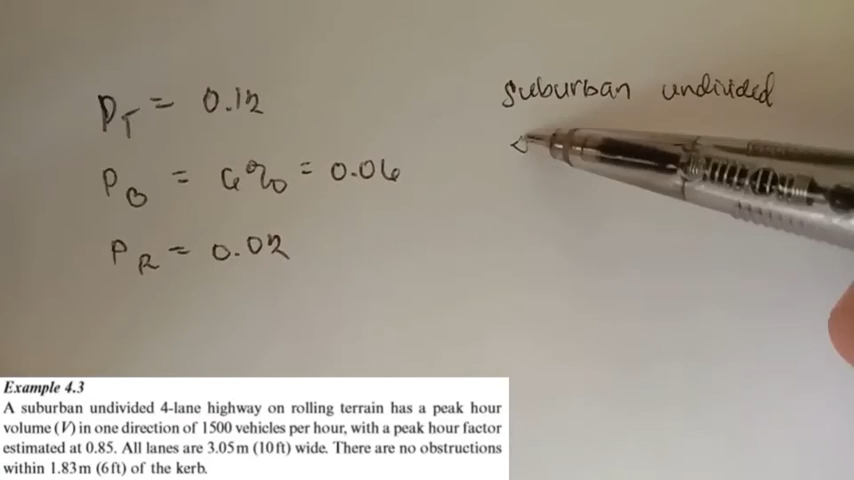 P_T = 0.12
suburban undivided
P_B = 6% = 0.06
P_R = 0.02
Example 4.3
A suburban undivided 4-lane highway on rolling terrain has a peak hour
volume (V) in one direction of 1500 vehicles per hour, with a peak hour factor
estimated at 0.85. All lanes are 3.05 m (10 ft) wide. There are no obstructions
within 1.83 m (6 ft) of the kerb.